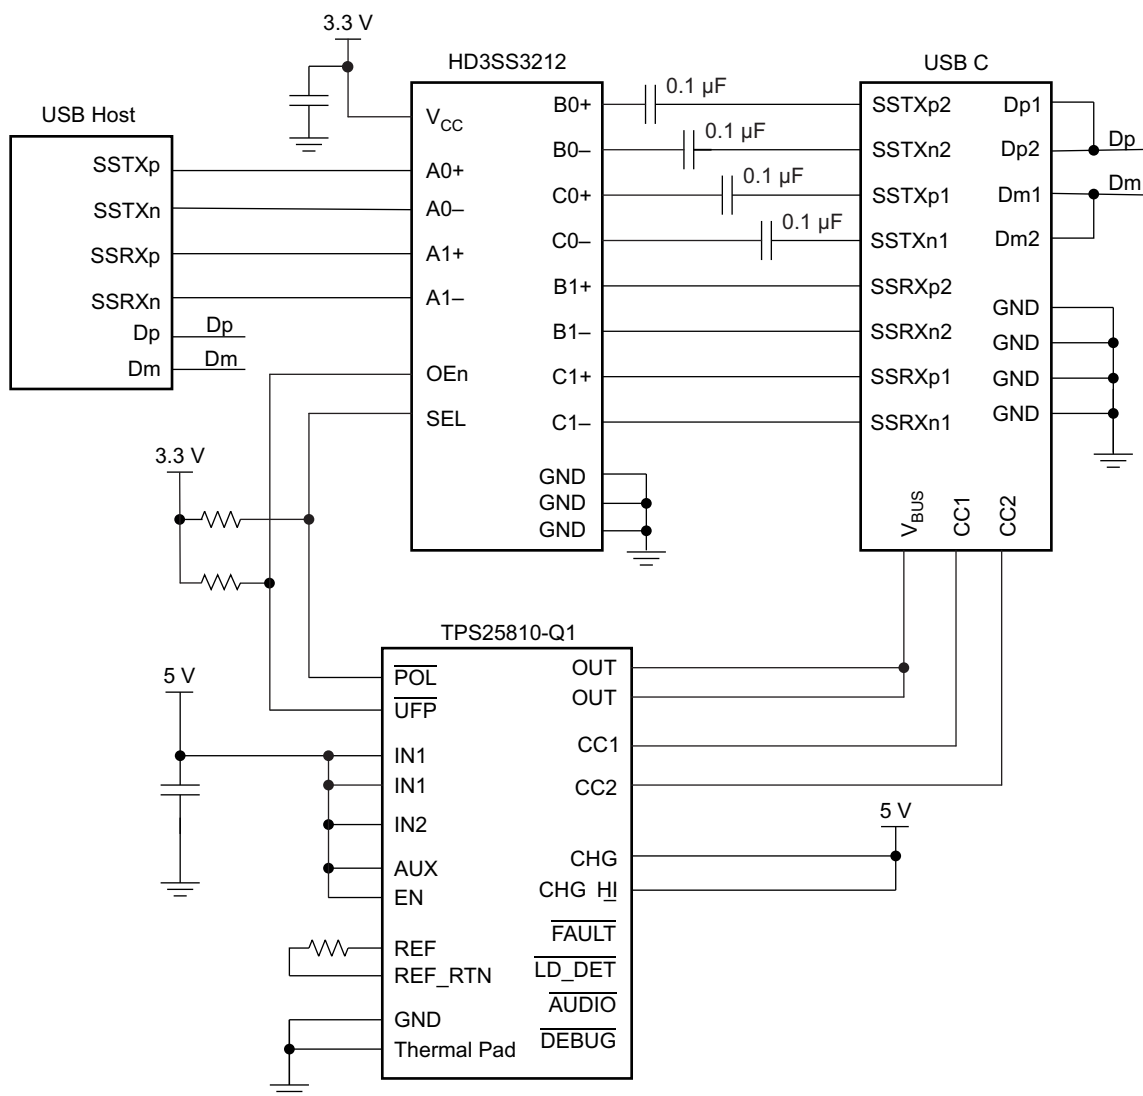 3.3 V
HD3SS3212
USB C
USB Host
SSTXp
SSTXn
SSRXp
SSRXn
Dp
Dm
Dp
Dm
VCC
A0+
A0–
A1+
A1–
OEn
SEL
B0+
B0–
C0+
C0–
B1+
B1–
C1+
C1–
GND
GND
GND
0.1 µF
0.1 µF
0.1 µF
0.1 µF
SSTXp2
SSTXn2
SSTXp1
SSTXn1
SSRXp2
SSRXn2
SSRXp1
SSRXn1
Dp1
Dp2
Dm1
Dm2
GND
GND
GND
GND
Dp
Dm
VBUS
CC1
CC2
3.3 V
TPS25810-Q1
5 V
POL
UFP
IN1
IN1
IN2
AUX
EN
REF
REF_RTN
GND
Thermal Pad
OUT
OUT
CC1
CC2
CHG
CHG HI
FAULT
LD_DET
AUDIO
DEBUG
5 V